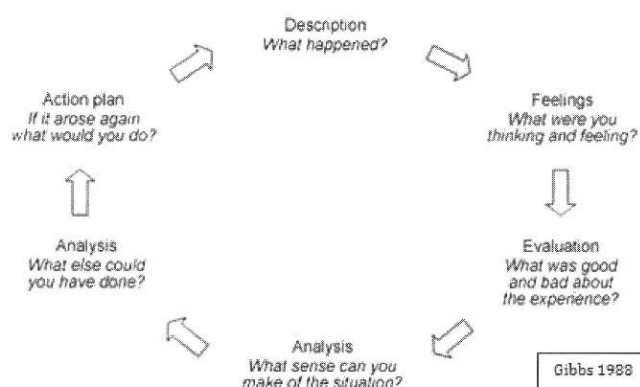 Description
What happened?
Feelings
What were you
thinking and feeling?
Evaluation
What was good
and bad about
the experience?
Analysis
What sense can you
make of the situation?
Analysis
What else could
you have done?
Action plan
If it arose again
what would you do?
Gibbs 1988